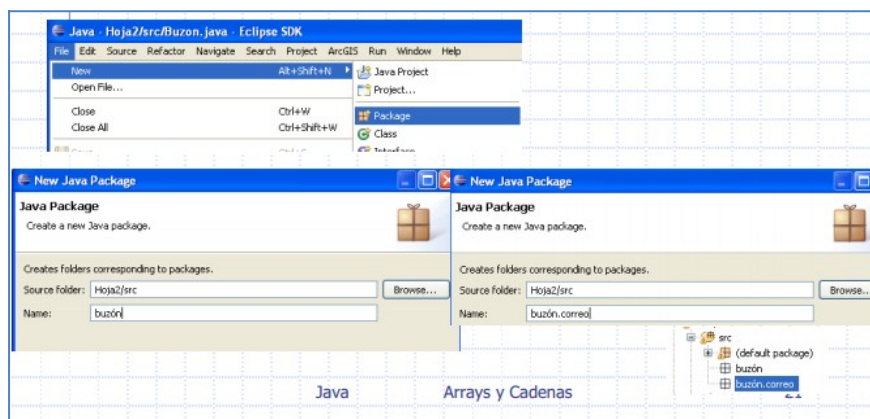 Java - Hoja2/src/Buzon.java - Eclipse SDK
File Edit Source Refactor Navigate Search Project ArcGIS Run Window Help
New Alt+Shift+N
Open File...
Close Ctrl+W
Close All Ctrl+Shift+W
Java Project
Project...
Package
Class
Interface
New Java Package
Java Package
Create a new Java package.
Creates folders corresponding to packages.
Source folder: Hoja2/src Browse...
Name: buzón
New Java Package
Java Package
Create a new Java package.
Creates folders corresponding to packages.
Source folder: Hoja2/src Browse...
Name: buzón.correo
src
(default package)
buzón
buzón.correo
Java Arrays y Cadenas 21